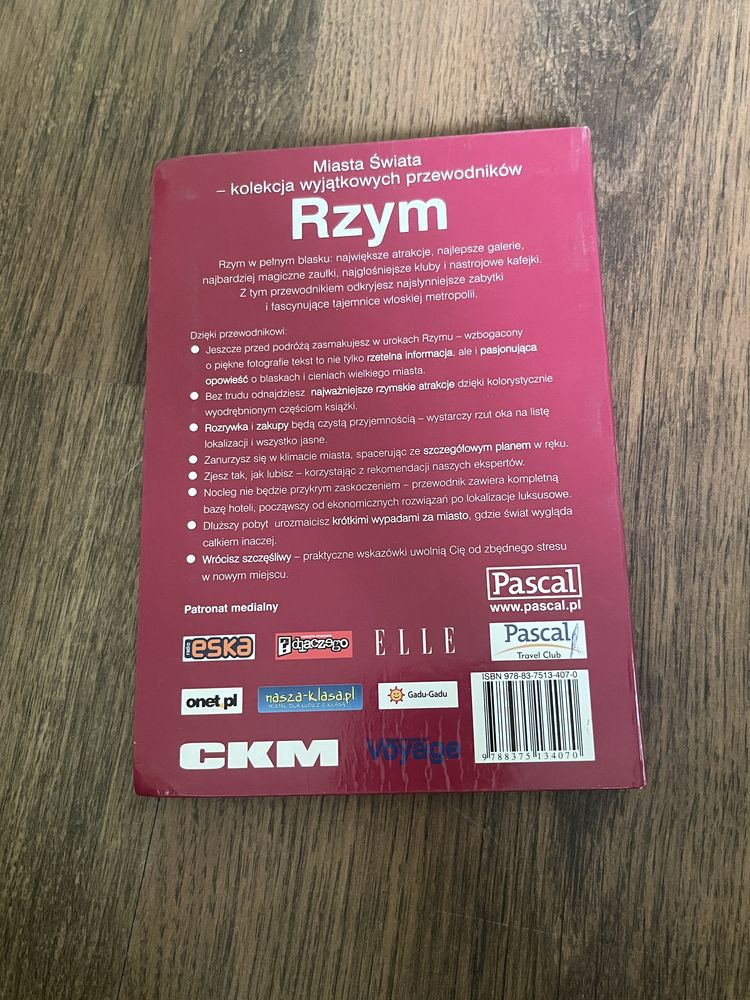 Miasta Świata
– kolekcja wyjątkowych przewodników
Rzym
Rzym w pełnym blasku: największe atrakcje, najlepsze galerie,
najbardziej magiczne zaułki, najgłośniejsze kluby i nastrojowe kafejki.
Z tym przewodnikiem odkryjesz najsłynniejsze zabytki
i fascynujące tajemnice włoskiej metropolii.
Dzięki przewodnikowi:
● Jeszcze przed podróżą zasmakujesz w urokach Rzymu – wzbogacony
o piękne fotografie tekst to nie tylko rzetelna informacja, ale i pasjonująca
opowieść o blaskach i cieniach wielkiego miasta.
● Bez trudu odnajdziesz najważniejsze rzymskie atrakcje dzięki kolorystycznie
wyodrębnionym częściom książki.
● Rozrywka i zakupy będą czystą przyjemnością – wystarczy rzut oka na listę
lokalizacji i wszystko jasne.
● Zanurzysz się w klimacie miasta, spacerując ze szczegółowym planem w ręku.
● Zjesz tak, jak lubisz – korzystając z rekomendacji naszych ekspertów.
● Nocleg nie będzie przykrym zaskoczeniem – przewodnik zawiera kompletną
bazę hoteli, począwszy od ekonomicznych rozwiązań po lokalizacje luksusowe.
● Dłuższy pobyt urozmaicisz krótkimi wypadami za miasto, gdzie świat wygląda
całkiem inaczej.
● Wrócisz szczęśliwy – praktyczne wskazówki uwolnią Cię od zbędnego stresu
w nowym miejscu.
Pascal
www.pascal.pl
Patronat medialny
radio ESKA
? dlaczego
ELLE
Pascal
Travel Club
onet.pl
nasza-klasa.pl
PORTAL DLA LUDZI Z KLASĄ
Gadu-Gadu
ISBN 978-83-7513-407-0
9 788375 134070
CKM
Voyage